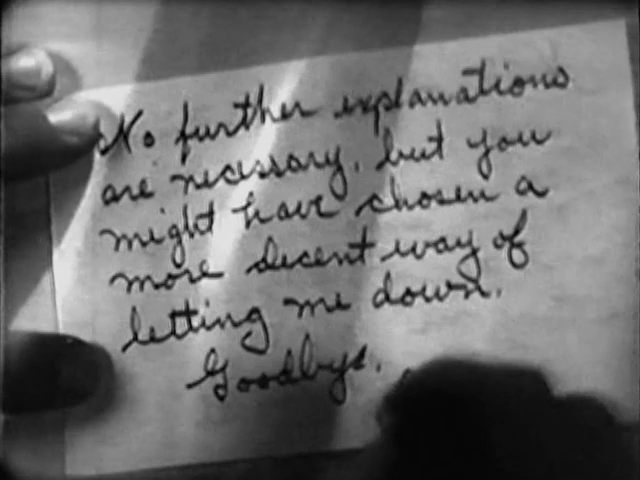 No further explanations
are necessary, but you
might have chosen a
more decent way of
letting me down.
Goodbye.